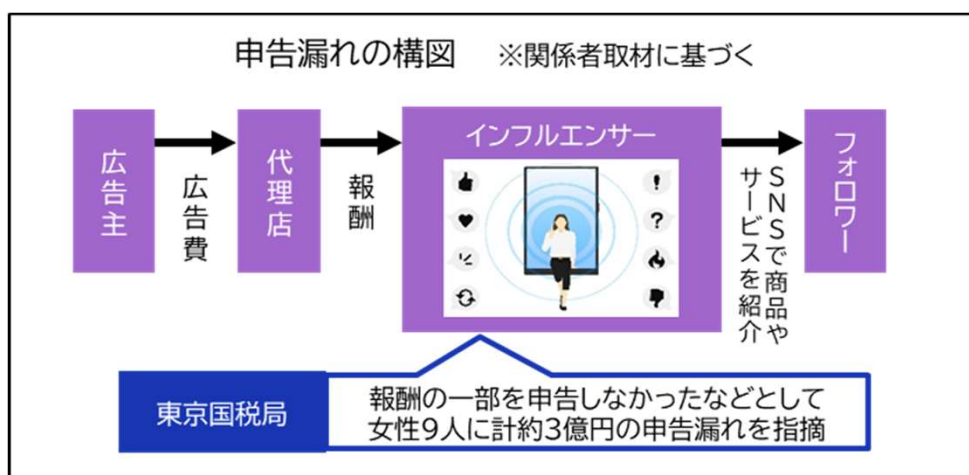 申告漏れの構図 ※関係者取材に基づく
広告主
広告費
代理店
報酬
インフルエンサー
!
?
SNSで商品や
サービスを紹介
フォロワー
東京国税局
報酬の一部を申告しなかったなどとして
女性9人に計約3億円の申告漏れを指摘